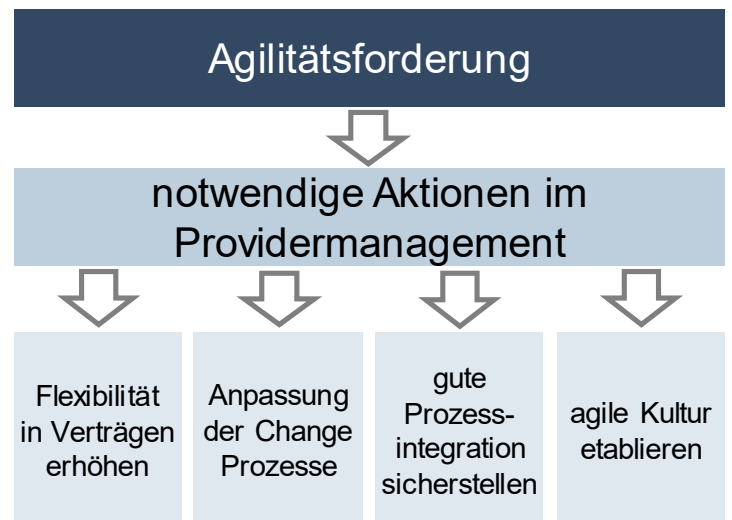 Agilitätsforderung
notwendige Aktionen im
Providermanagement
Flexibilität
in Verträgen
erhöhen
Anpassung
der Change
Prozesse
gute
Prozess-
integration
sicherstellen
agile Kultur
etablieren